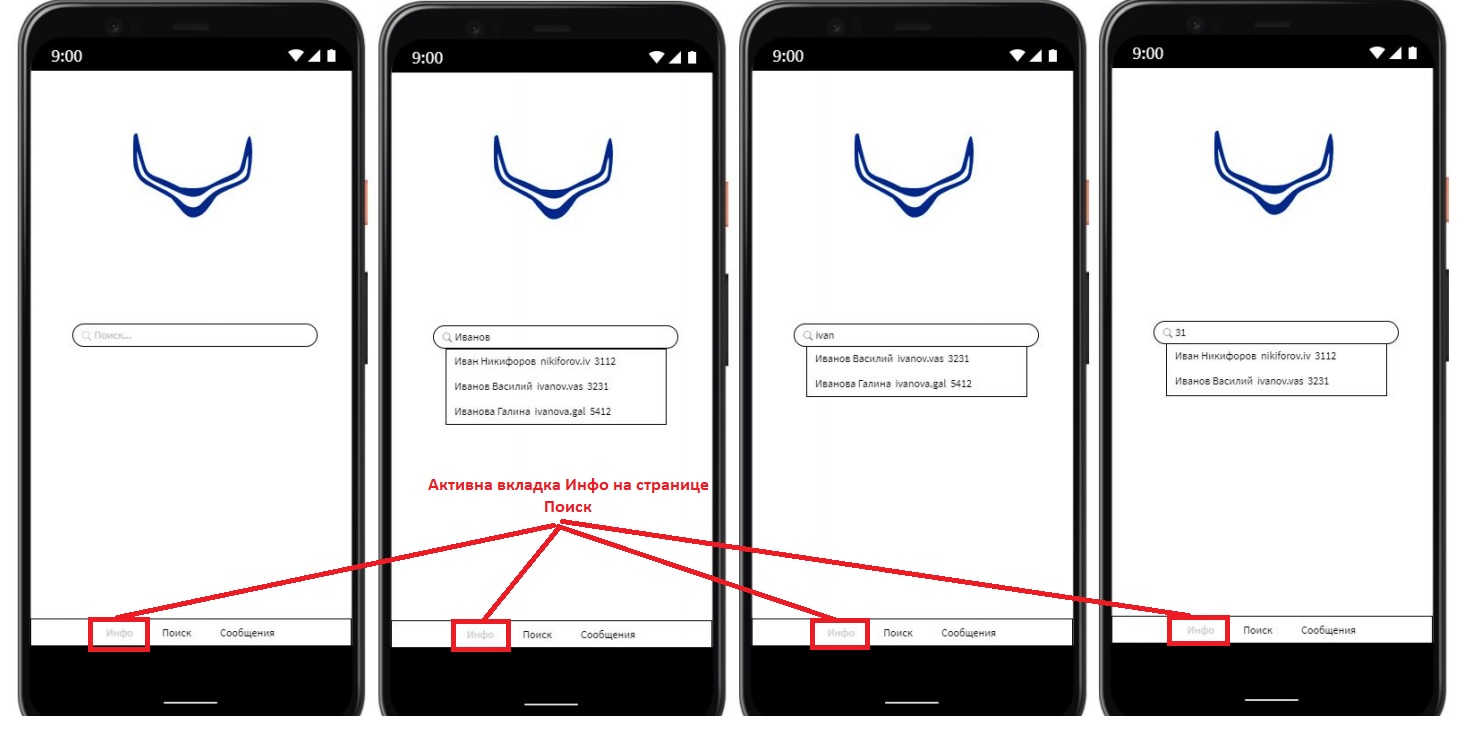 9:00
Поиск...
Инфо Поиск Сообщения
9:00
Иванов
Иван Никифоров nikiforov.iv 3112
Иванов Василий ivanov.vas 3231
Иванова Галина ivanova.gal 5412
Активна вкладка Инфо на странице
Поиск
Инфо Поиск Сообщения
9:00
ivan
Иванов Василий ivanov.vas 3231
Иванова Галина ivanova.gal 5412
Инфо Поиск Сообщения
9:00
31
Иван Никифоров nikiforov.iv 3112
Иванов Василий ivanov.vas 3231
Инфо Поиск Сообщения